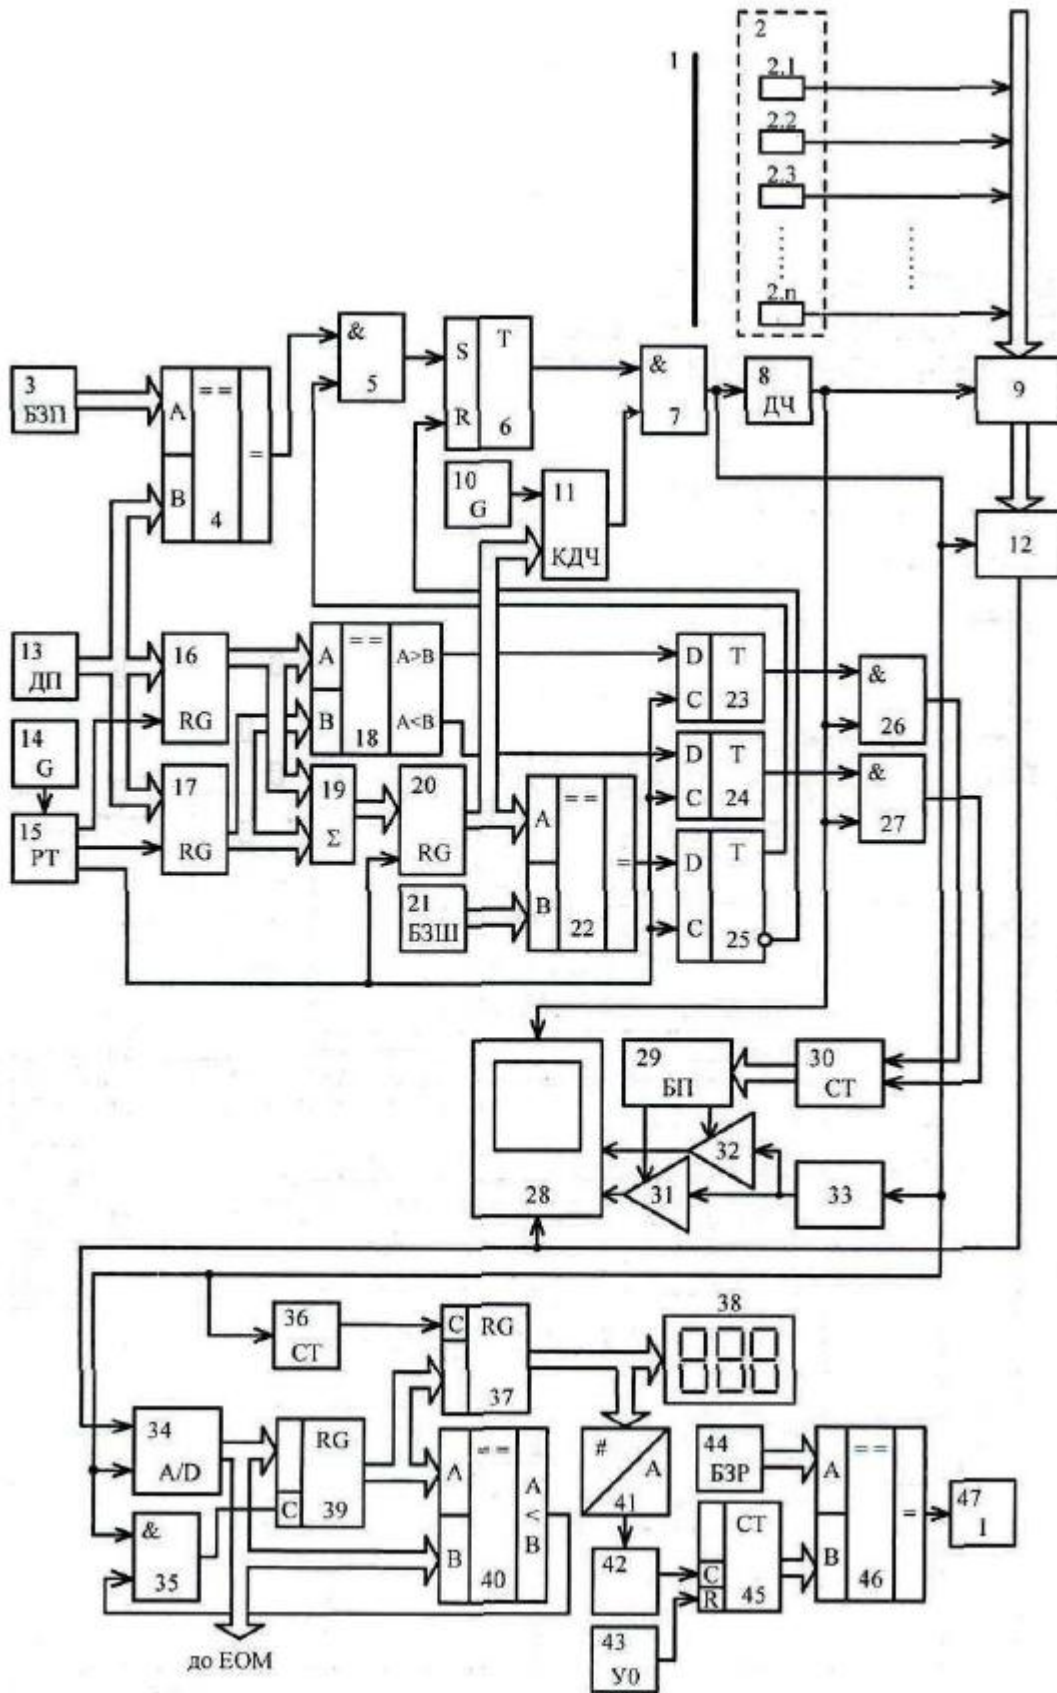 1
2
2.1
2.2
2.3
2.n
3
БЗП
A
B
==
=
4
&
5
S
R
T
6
&
7
8
ДЧ
9
10
G
11
КДЧ
12
13
ДП
14
G
15
РТ
16
RG
17
RG
A
B
==
18
A>B
A<B
19
Σ
20
RG
21
БЗШ
A
B
==
22
=
D
C
T
23
D
C
T
24
D
C
T
25
&
26
&
27
28
29
БП
30
СТ
31
32
33
34
A/D
&
35
36
СТ
C
RG
37
38
C
RG
39
A
B
==
40
A
<
B
#
A
41
42
43
У0
44
БЗР
СТ
C
R
45
A
B
==
46
=
47
I
до ЕОМ